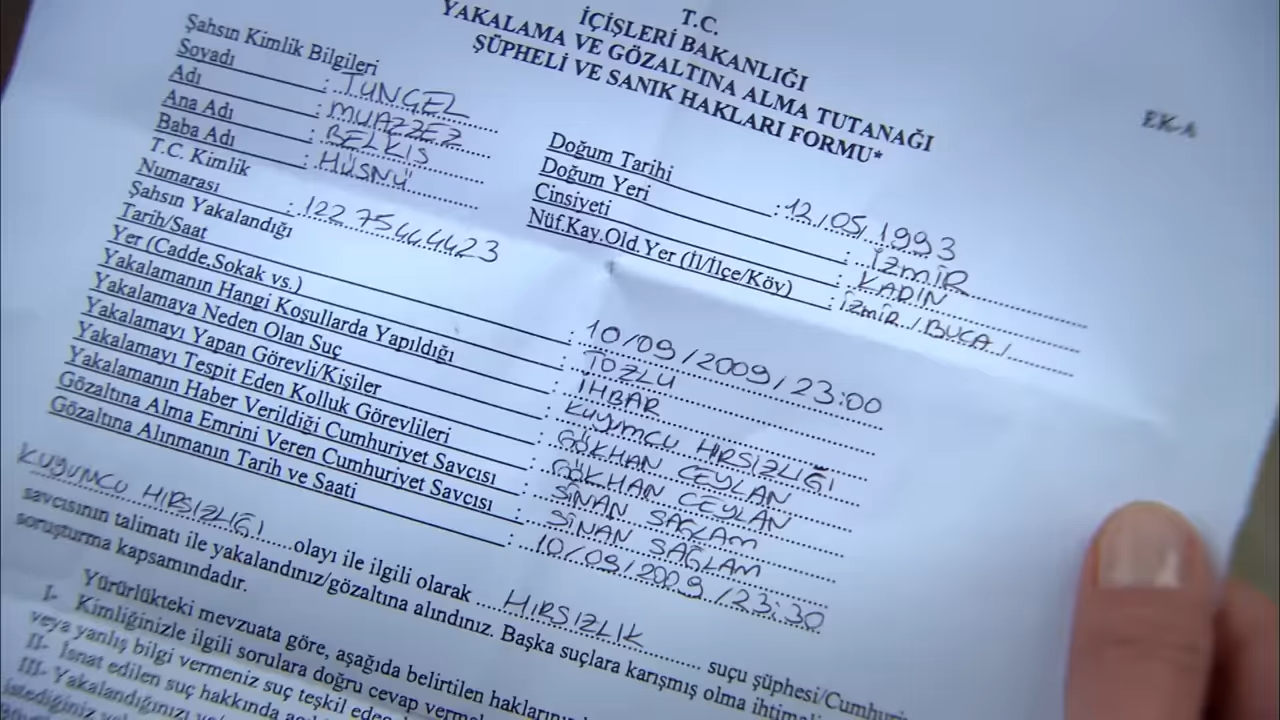 T.C.
İÇİŞLERİ BAKANLIĞI
YAKALAMA VE GÖZALTINA ALMA TUTANAĞI
ŞÜPHELİ VE SANIK HAKLARI FORMU*
EK-A
Şahsın Kimlik Bilgileri
Soyadı : TUNGEL
Adı : MUAZZEZ
Ana Adı : BELKIS
Baba Adı : HÜSNÜ
T.C. Kimlik
Numarası : 12275444423
Doğum Tarihi : 12/05/1993
Doğum Yeri : İZMİR
Cinsiyeti : KADIN
Nüf.Kay.Old.Yer (İl/İlçe/Köy) : İZMİR / BUCA /
Şahsın Yakalandığı
Tarih/Saat : 10/09/2009/23:00
Yer (Cadde.Sokak vs.) : TOZLU
Yakalamanın Hangi Koşullarda Yapıldığı : İHBAR
Yakalamaya Neden Olan Suç : KUYUMCU HIRSIZLIĞI
Yakalamayı Yapan Görevli/Kişiler : GÖKHAN CEYLAN
Yakalamayı Tespit Eden Kolluk Görevlileri : GÖKHAN CEYLAN
Yakalamanın Haber Verildiği Cumhuriyet Savcısı : SİNAN SAĞLAM
Gözaltına Alma Emrini Veren Cumhuriyet Savcısı : SİNAN SAĞLAM
Gözaltına Alınmanın Tarih ve Saati : 10/09/2009/23:30
KUYUMCU HIRSIZLIĞI olayı ile ilgili olarak HIRSIZLIK suçu şüphesi/Cumhuri
savcısının talimatı ile yakalandınız/gözaltına alındınız. Başka suçlara karışmış olma ihtimali
soruşturma kapsamındadır.
Yürürlükteki mevzuata göre, aşağıda belirtilen haklarını
I- Kimliğinizle ilgili sorulara doğru cevap verme
veya yanlış bilgi vermeniz suç teşkil eder
II- İsnat edilen suç hakkında
III- Yakalandığınızı
istediğiniz